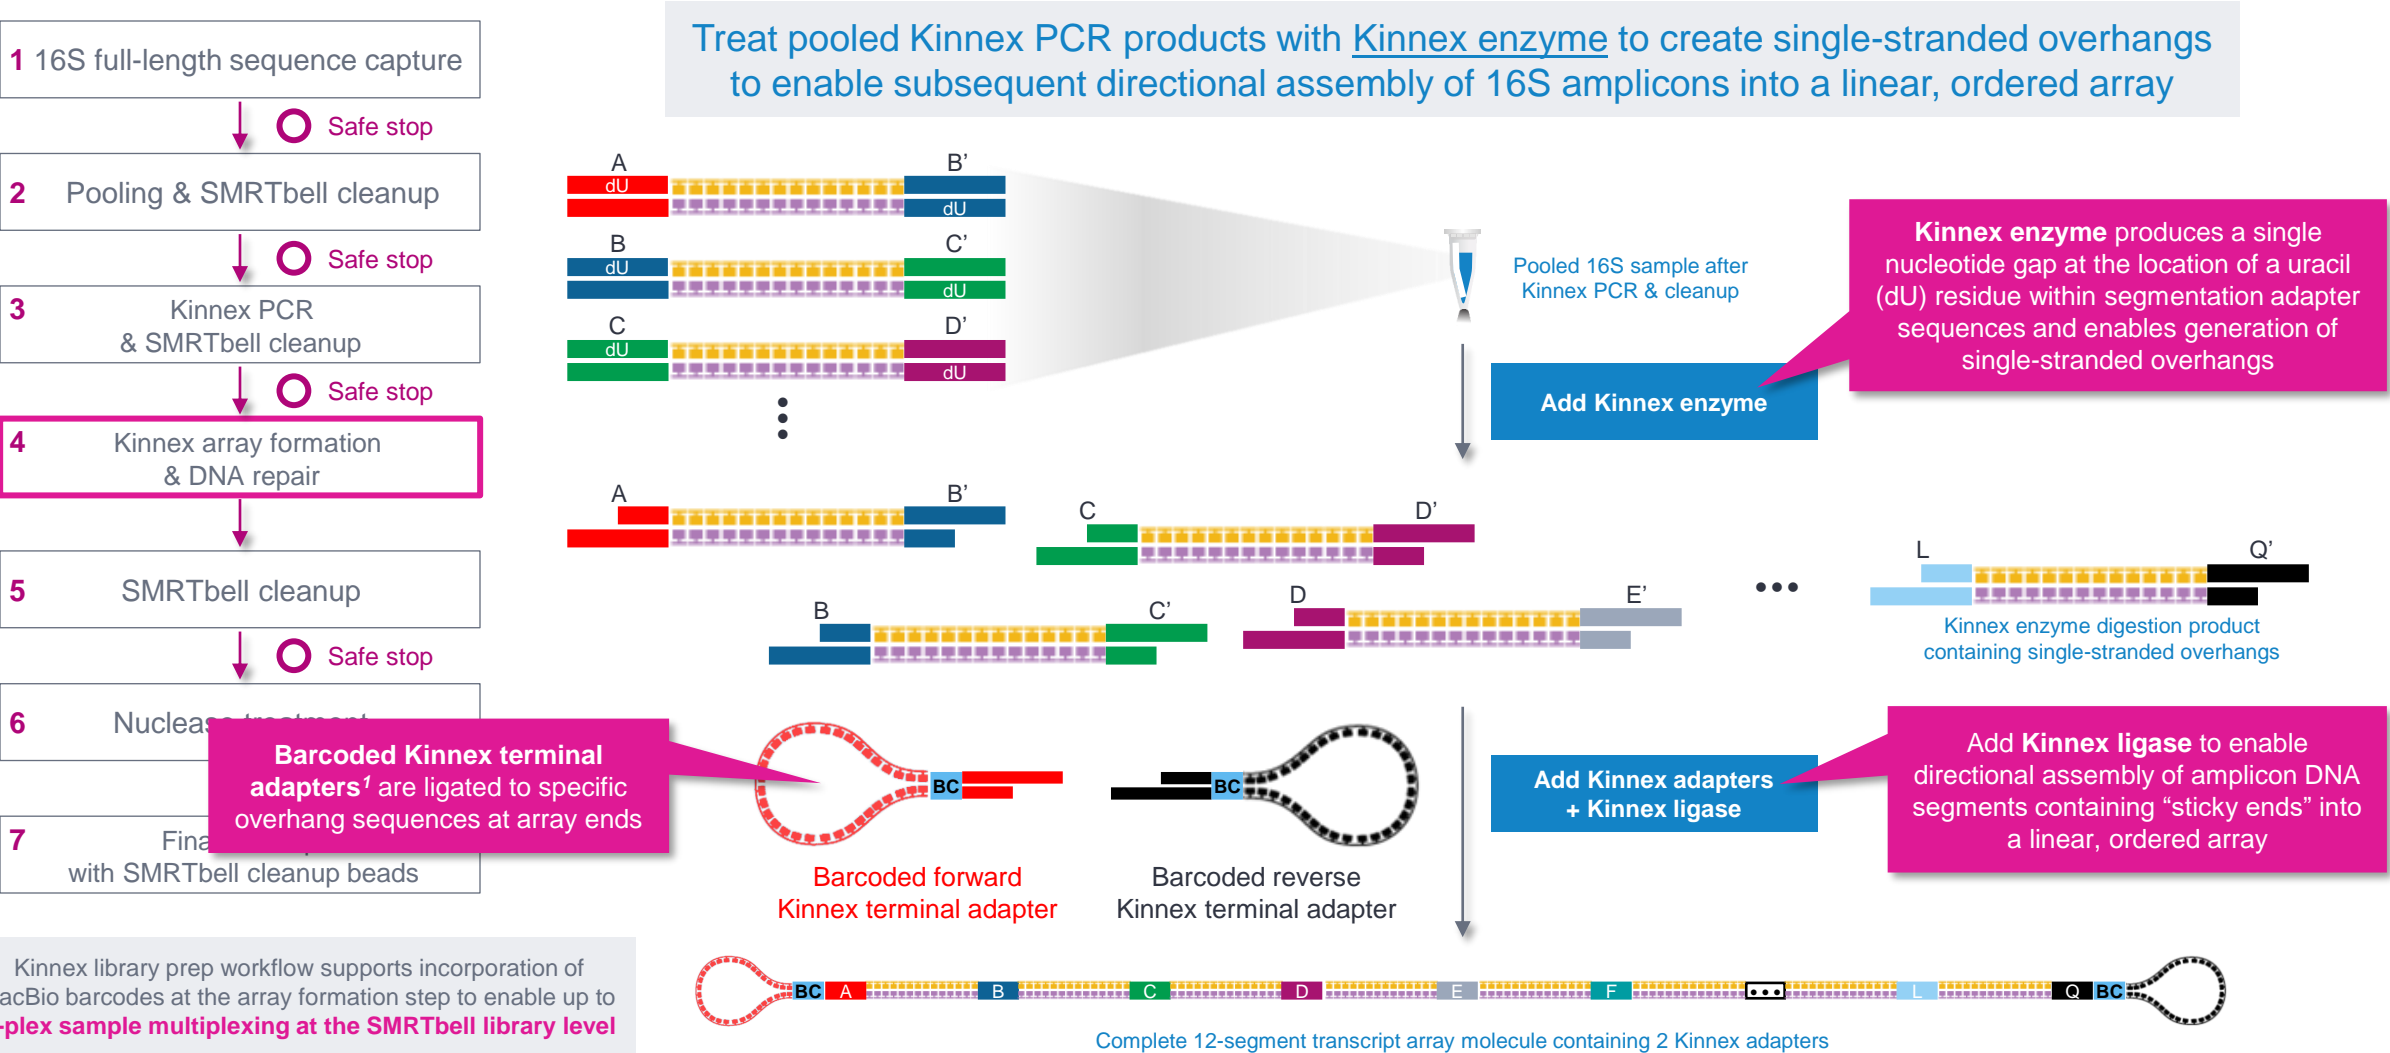 Treat pooled Kinnex PCR products with Kinnex enzyme to create single-stranded overhangs
to enable subsequent directional assembly of 16S amplicons into a linear, ordered array
1 16S full-length sequence capture
Safe stop
2 Pooling & SMRTbell cleanup
Safe stop
3 Kinnex PCR
& SMRTbell cleanup
Safe stop
4 Kinnex array formation
& DNA repair
5 SMRTbell cleanup
Safe stop
6
7
with SMRTbell cleanup beads
A B’
dU
dU
B C’
dU
dU
C D’
dU
dU
Pooled 16S sample after
Kinnex PCR & cleanup
Kinnex enzyme produces a single
nucleotide gap at the location of a uracil
(dU) residue within segmentation adapter
sequences and enables generation of
single-stranded overhangs
Add Kinnex enzyme
A B’
C D’
B C’
D E’
L Q’
Kinnex enzyme digestion product
containing single-stranded overhangs
Barcoded Kinnex terminal
adapters1 are ligated to specific
overhang sequences at array ends
BC
BC
Barcoded forward
Kinnex terminal adapter
Barcoded reverse
Kinnex terminal adapter
Add Kinnex adapters
+ Kinnex ligase
Add Kinnex ligase to enable
directional assembly of amplicon DNA
segments containing “sticky ends” into
a linear, ordered array
Kinnex library prep workflow supports incorporation of
barcodes at the array formation step to enable up to
-plex sample multiplexing at the SMRTbell library level
BC A B C D E F ... L Q BC
Complete 12-segment transcript array molecule containing 2 Kinnex adapters